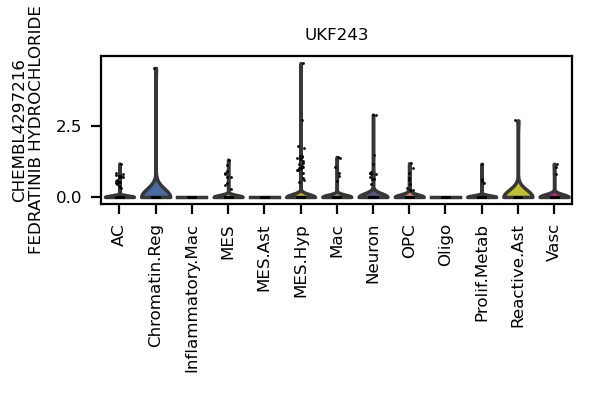 UKF243
CHEMBL4297216
FEDRATINIB HYDROCHLORIDE
2.5
0.0
AC
Chromatin.Reg
Inflammatory.Mac
MES
MES.Ast
MES.Hyp
Mac
Neuron
OPC
Oligo
Prolif.Metab
Reactive.Ast
Vasc